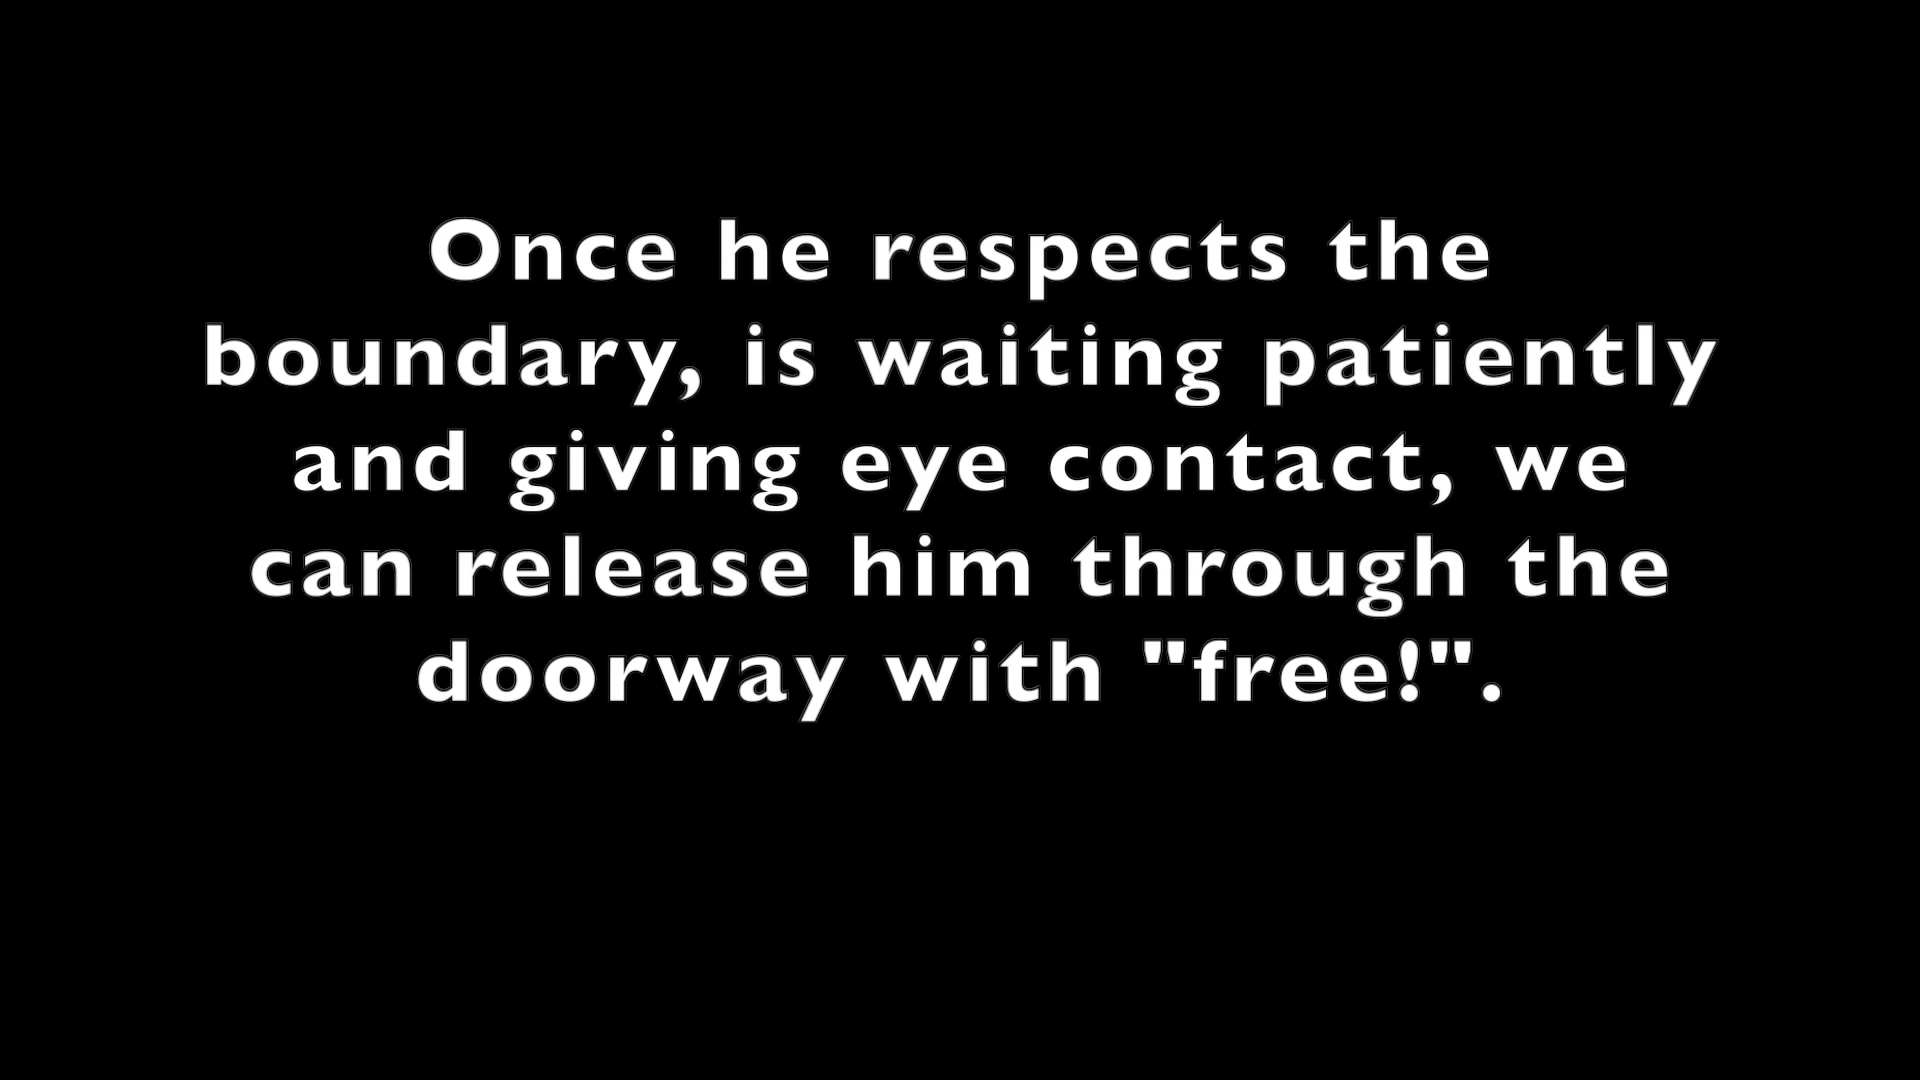 Once he respects the
boundary, is waiting patiently
and giving eye contact, we
can release him through the
doorway with "free!".